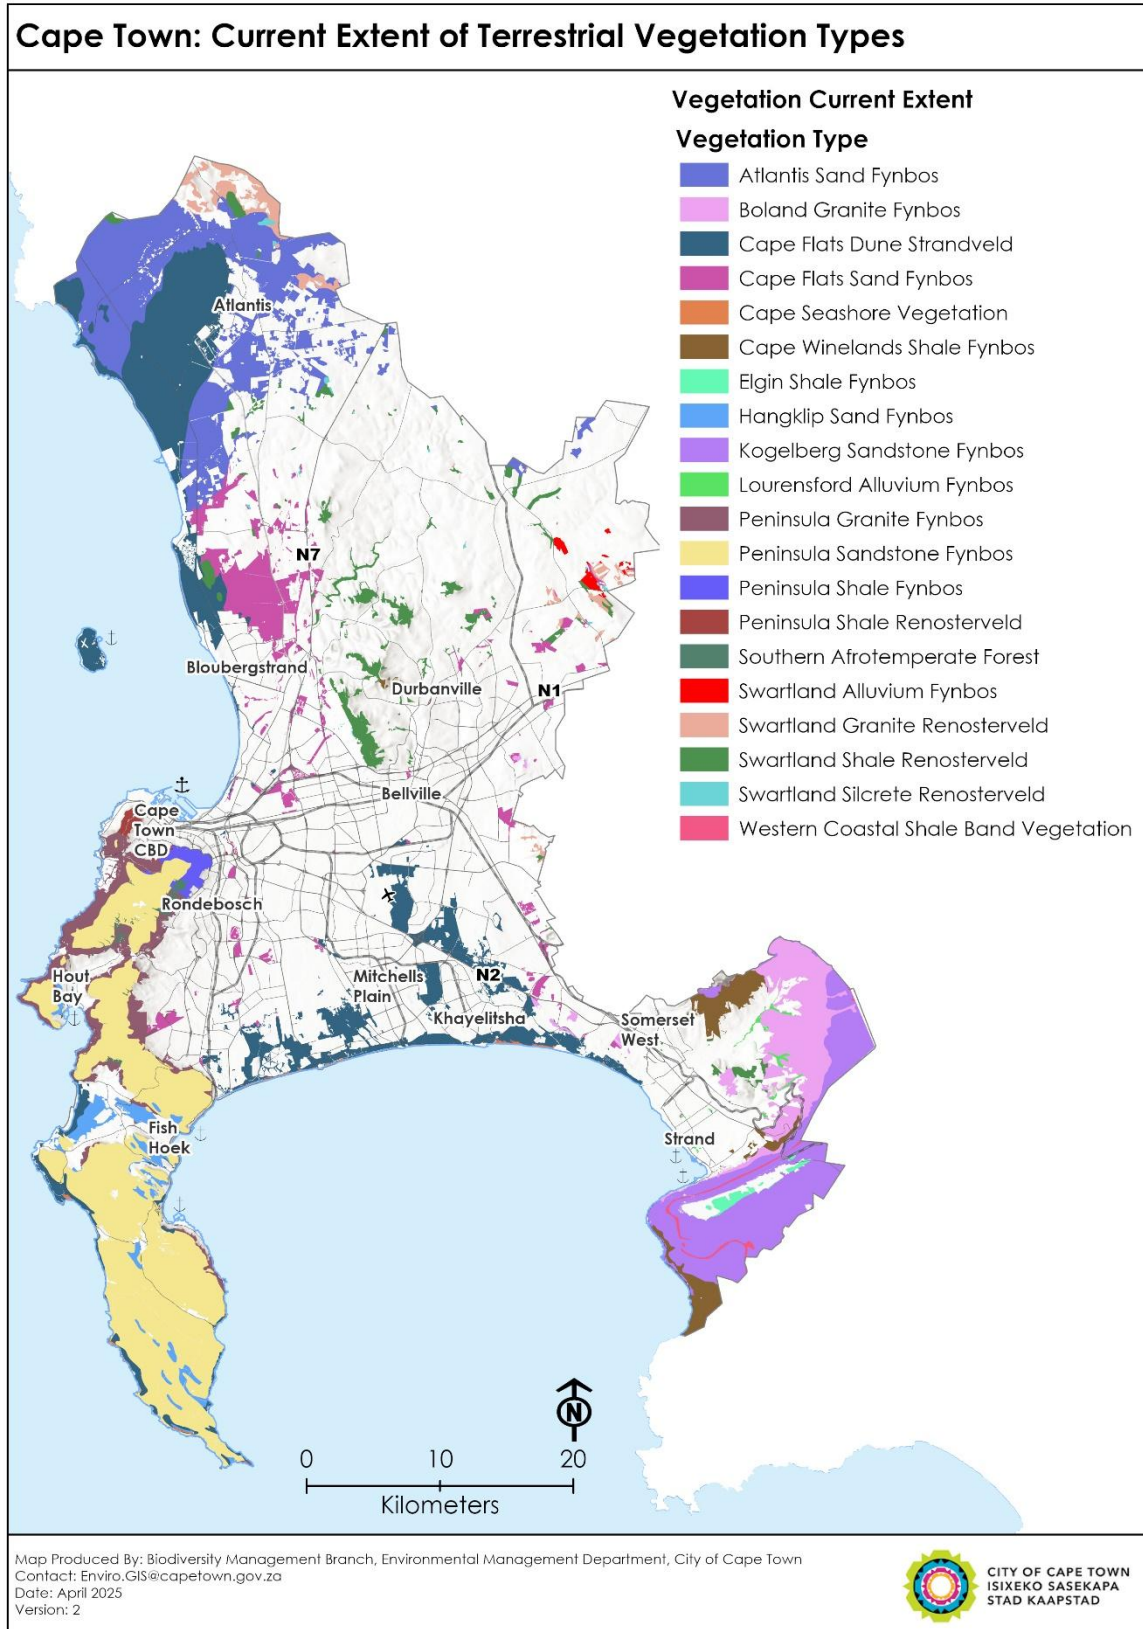 Cape Town: Current Extent of Terrestrial Vegetation Types
Vegetation Current Extent
Vegetation Type
Atlantis Sand Fynbos
Boland Granite Fynbos
Cape Flats Dune Strandveld
Cape Flats Sand Fynbos
Cape Seashore Vegetation
Cape Winelands Shale Fynbos
Elgin Shale Fynbos
Hangklip Sand Fynbos
Kogelberg Sandstone Fynbos
Lourensford Alluvium Fynbos
Peninsula Granite Fynbos
Peninsula Sandstone Fynbos
Peninsula Shale Fynbos
Peninsula Shale Renosterveld
Southern Afrotemperate Forest
Swartland Alluvium Fynbos
Swartland Granite Renosterveld
Swartland Shale Renosterveld
Swartland Silcrete Renosterveld
Western Coastal Shale Band Vegetation
Atlantis
N7
Bloubergstrand
Durbanville
N1
Bellville
Cape
Town
CBD
Rondebosch
Hout
Bay
Mitchells
Plain
N2
Khayelitsha
Somerset
West
Strand
Fish
Hoek
N
0 10 20
Kilometers
Map Produced By: Biodiversity Management Branch, Environmental Management Department, City of Cape Town
Contact: Enviro.GIS@capetown.gov.za
Date: April 2025
Version: 2
CITY OF CAPE TOWN
ISIXEKO SASEKAPA
STAD KAAPSTAD